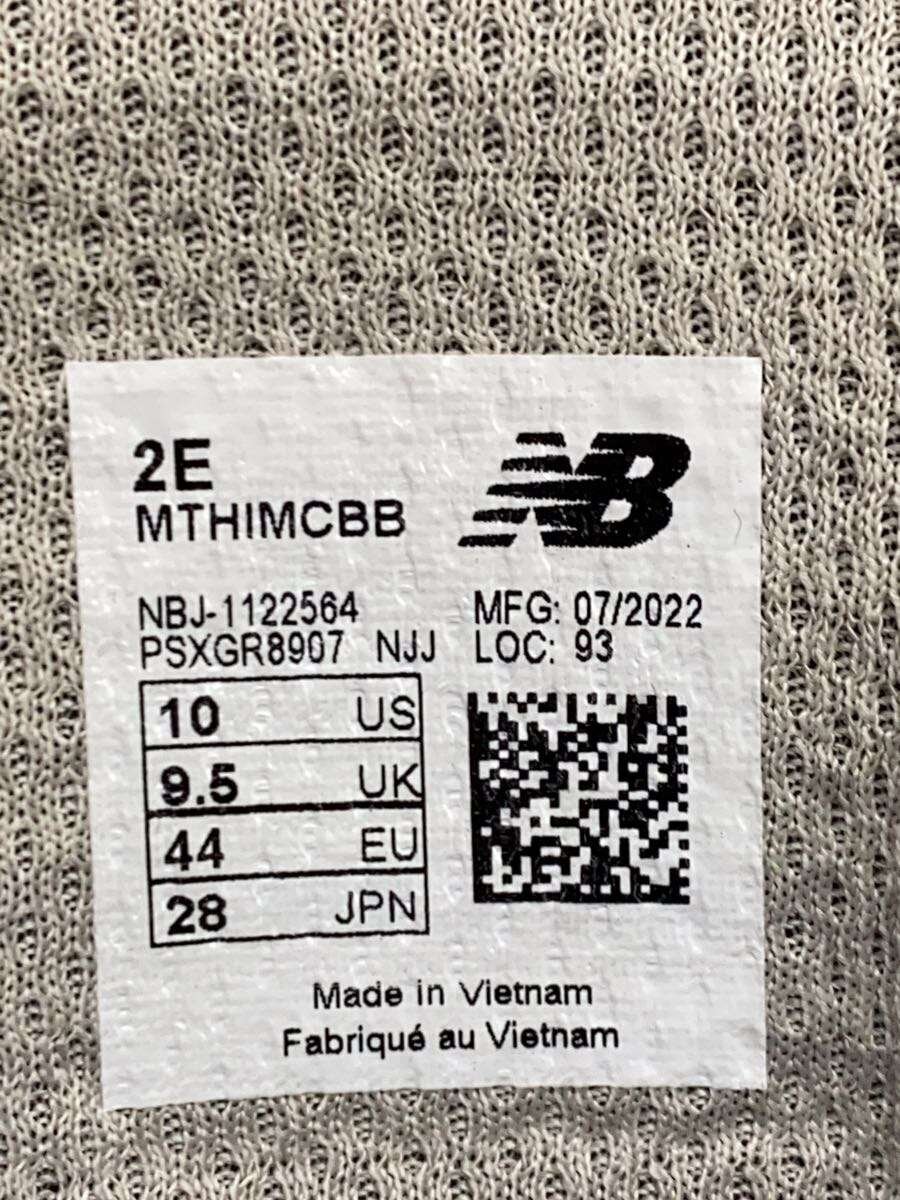 2E
MTHIMCBB
NB
NBJ-1122564
PSXGR8907 NJJ
MFG: 07/2022
LOC: 93
10 US
9.5 UK
44 EU
28 JPN
Made in Vietnam
Fabriqué au Vietnam